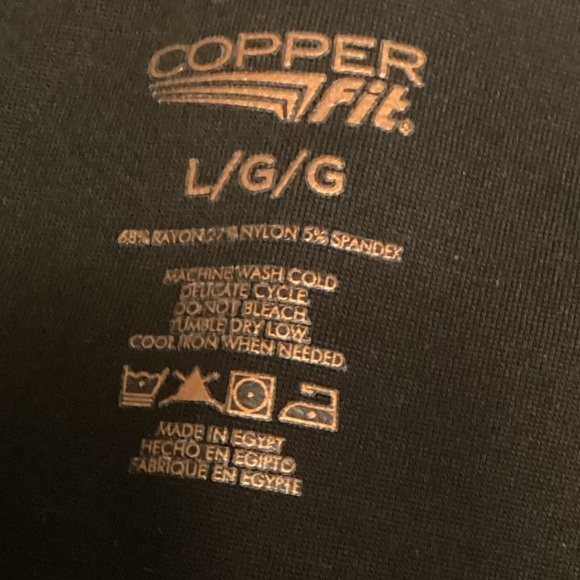 COPPER
Fit®
L/G/G
68% RAYON 27% NYLON 5% SPANDEX
MACHINE WASH COLD
DELICATE CYCLE
DO NOT BLEACH.
TUMBLE DRY LOW.
COOL IRON WHEN NEEDED.
MADE IN EGYPT
HECHO EN EGIPTO
FABRIQUE EN EGYPTE